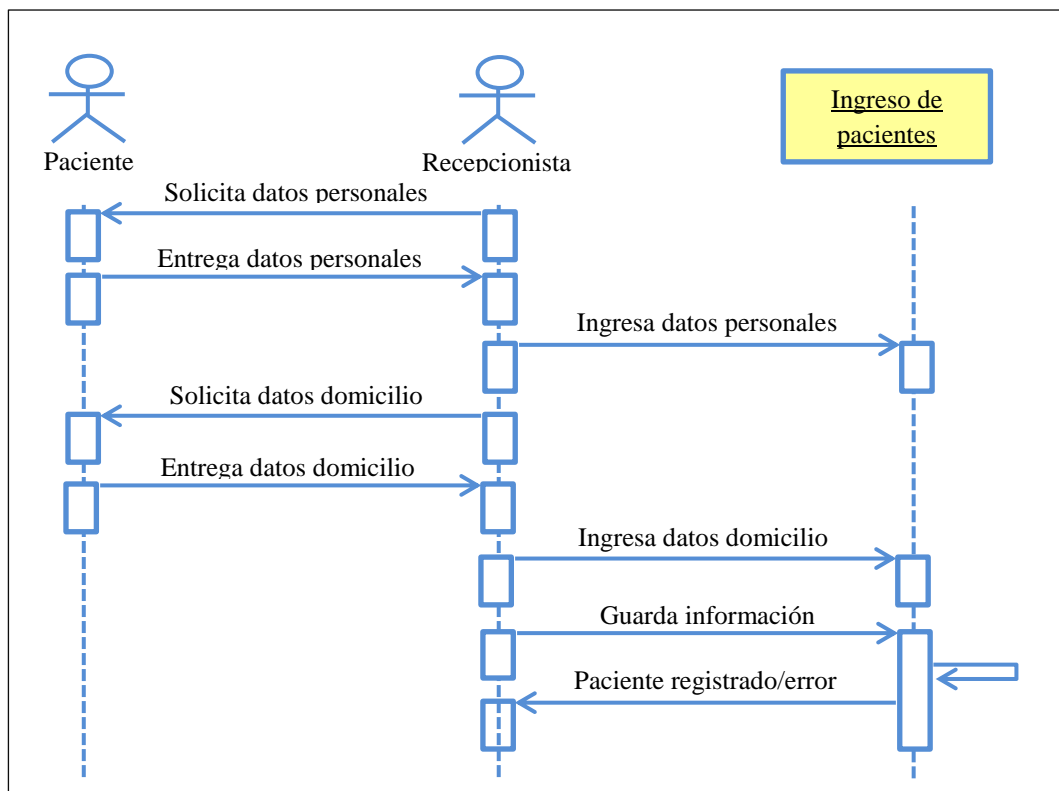 Ingreso de
pacientes
Paciente
Recepcionista
Solicita datos personales
Entrega datos personales
Ingresa datos personales
Solicita datos domicilio
Entrega datos domicilio
Ingresa datos domicilio
Guarda información
Paciente registrado/error